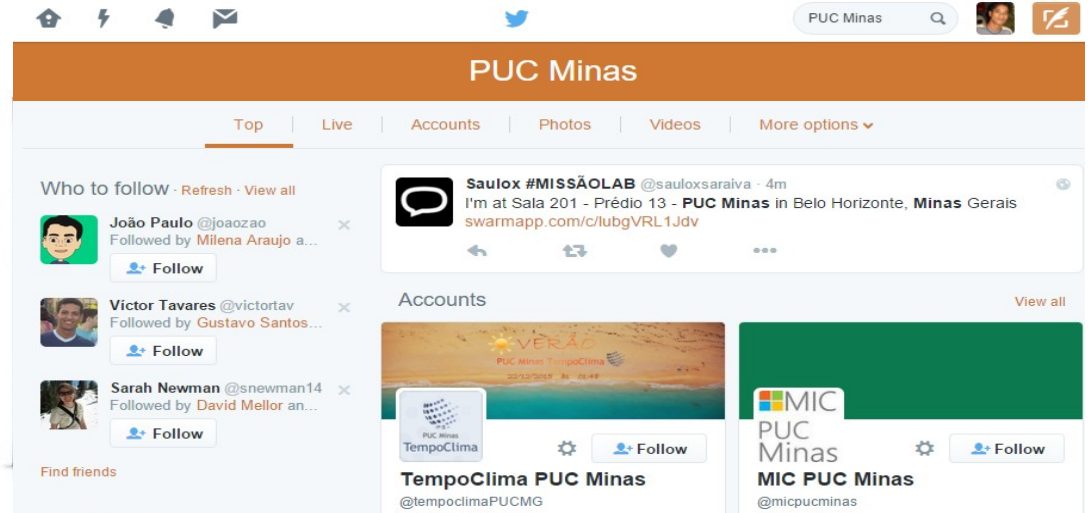 PUC Minas
PUC Minas
Top Live Accounts Photos Videos More options
Who to follow · Refresh · View all
João Paulo @joaozao
Followed by Milena Araujo a...
Follow
Victor Tavares @victortav
Followed by Gustavo Santos...
Follow
Sarah Newman @snewman14
Followed by David Mellor an...
Follow
Find friends
Saulox #MISSÃOLAB @sauloxsaraiva · 4m
I'm at Sala 201 - Prédio 13 - PUC Minas in Belo Horizonte, Minas Gerais
swarmapp.com/c/lubgVRL1Jdv
Accounts View all
VERÃO
PUC Minas TempoClima
PUC Minas
TempoClima
Follow
TempoClima PUC Minas
@tempoclimaPUCMG
MIC
PUC
Minas
Follow
MIC PUC Minas
@micpucminas